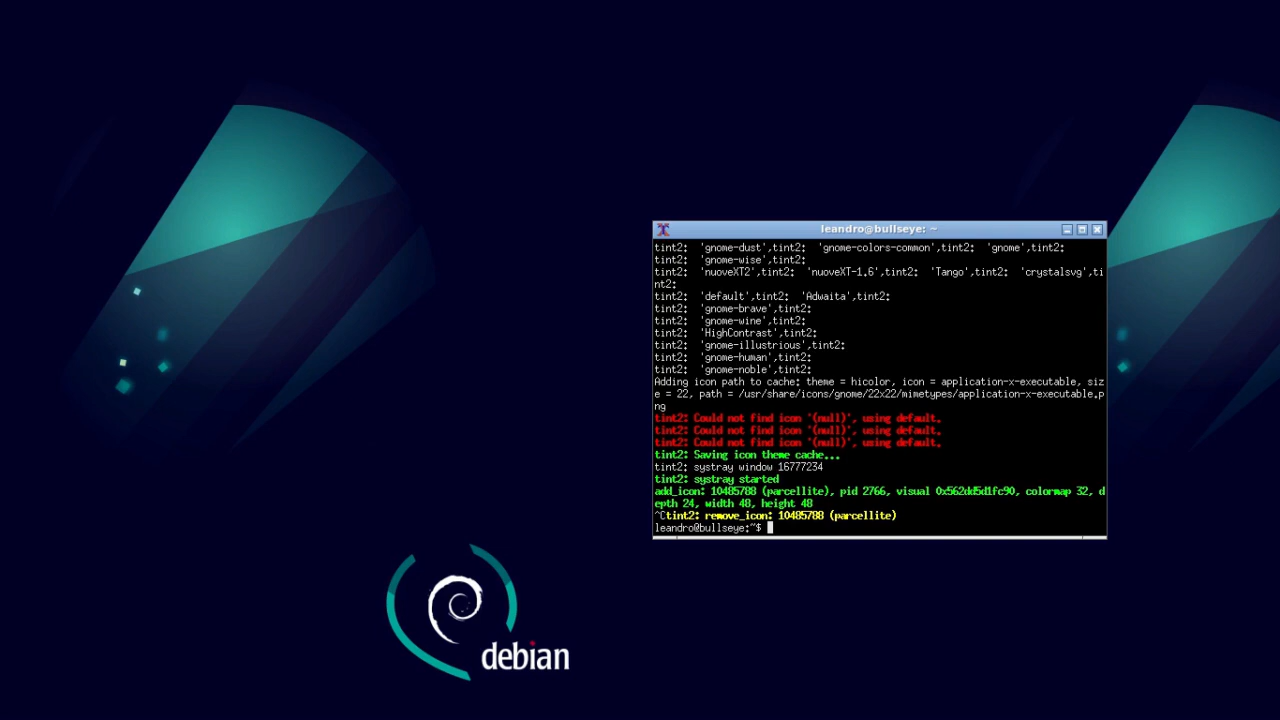 leandro@bullseye: ~
tint2:  'gnome-dust',tint2:  'gnome-colors-common',tint2:  'gnome',tint2:
tint2:  'gnome-wise',tint2:
tint2:  'nuoveXT2',tint2:  'nuoveXT-1.6',tint2:  'Tango',tint2:  'crystalsvg',ti
nt2:
tint2:  'default',tint2:  'Adwaita',tint2:
tint2:  'gnome-brave',tint2:
tint2:  'gnome-wine',tint2:
tint2:  'HighContrast',tint2:
tint2:  'gnome-illustrious',tint2:
tint2:  'gnome-human',tint2:
tint2:  'gnome-noble',tint2:
Adding icon path to cache: theme = hicolor, icon = application-x-executable, siz
e = 22, path = /usr/share/icons/gnome/22x22/mimetypes/application-x-executable.p
ng
tint2: Could not find icon '(null)', using default.
tint2: Could not find icon '(null)', using default.
tint2: Could not find icon '(null)', using default.
tint2: Saving icon theme cache...
tint2: systray window 16777234
tint2: systray started
add_icon: 10485788 (parcellite), pid 2766, visual 0x562dd5d1fc90, colormap 32, d
epth 24, width 48, height 48
^Ctint2: remove_icon: 10485788 (parcellite)
leandro@bullseye:~$
debian